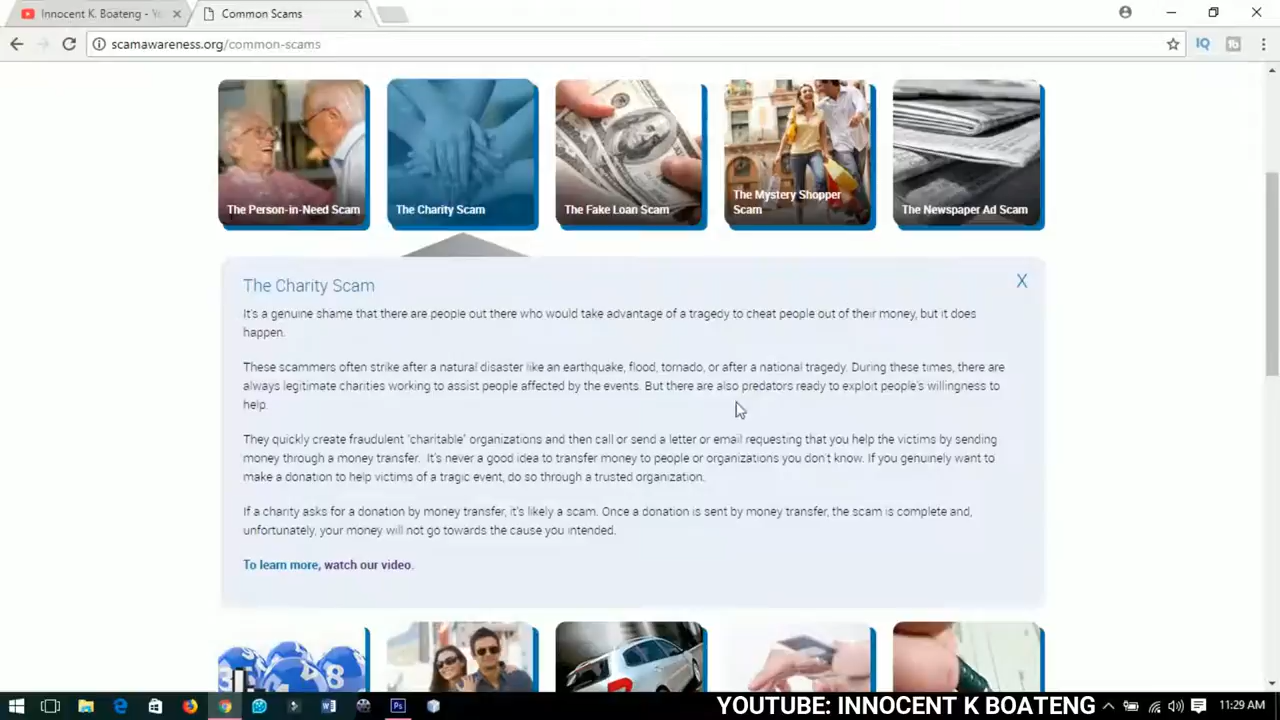 Innocent K. Boateng - Yo
Common Scams
scamawareness.org/common-scams
The Person-in-Need Scam
The Charity Scam
The Fake Loan Scam
The Mystery Shopper
Scam
The Newspaper Ad Scam
The Charity Scam
X
It's a genuine shame that there are people out there who would take advantage of a tragedy to cheat people out of their money, but it does
happen.
These scammers often strike after a natural disaster like an earthquake, flood, tornado, or after a national tragedy. During these times, there are
always legitimate charities working to assist people affected by the events. But there are also predators ready to exploit people's willingness to
help.
They quickly create fraudulent "charitable" organizations and then call or send a letter or email requesting that you help the victims by sending
money through a money transfer. It's never a good idea to transfer money to people or organizations you don't know. If you genuinely want to
make a donation to help victims of a tragic event, do so through a trusted organization.
If a charity asks for a donation by money transfer, it's likely a scam. Once a donation is sent by money transfer, the scam is complete and,
unfortunately, your money will not go towards the cause you intended.
To learn more, watch our video.
YOUTUBE: INNOCENT K BOATENG
11:29 AM